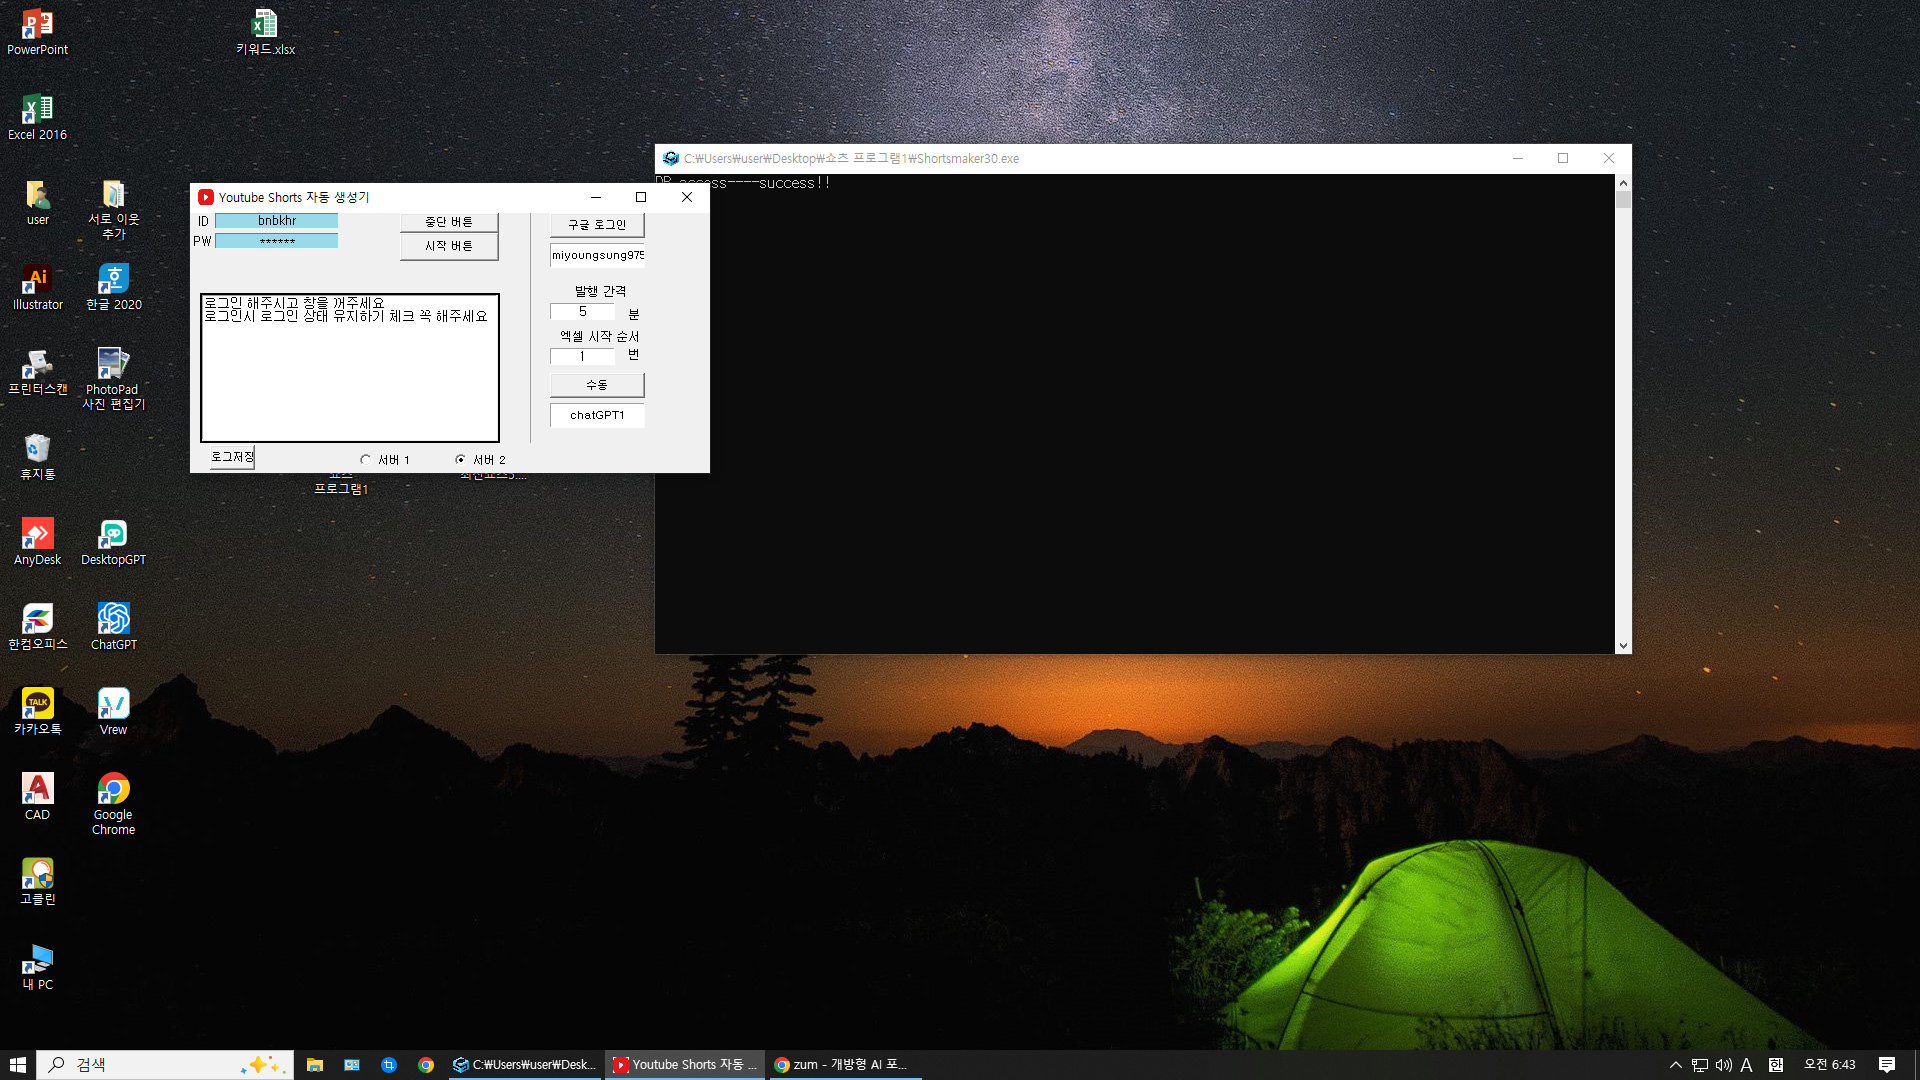 PowerPoint
키워드.xlsx
Excel 2016
user
서로 이웃
추가
Illustrator
한글 2020
프린터스캔
PhotoPad
사진 편집기
휴지통
AnyDesk
DesktopGPT
한컴오피스
ChatGPT
카카오톡
Vrew
CAD
Google
Chrome
고클린
내 PC
쇼츠
프로그램1
Youtube Shorts 자동 생성기
ID bnbkhr
PW ******
중단 버튼
시작 버튼
로그인 해주시고 창을 꺼주세요
로그인시 로그인 상태 유지하기 체크 꼭 해주세요
로그저장
서버 1
서버 2
구글 로그인
miyoungsung975
발행 간격
5 분
엑셀 시작 순서
1 번
수동
chatGPT1
C:₩Users₩user₩Desktop₩쇼츠 프로그램1₩Shortsmaker30.exe
DB access----success!!
검색
C:₩Users₩user₩Desk...
Youtube Shorts 자동 ...
zum - 개방형 AI 포...
A
한
오전 6:43